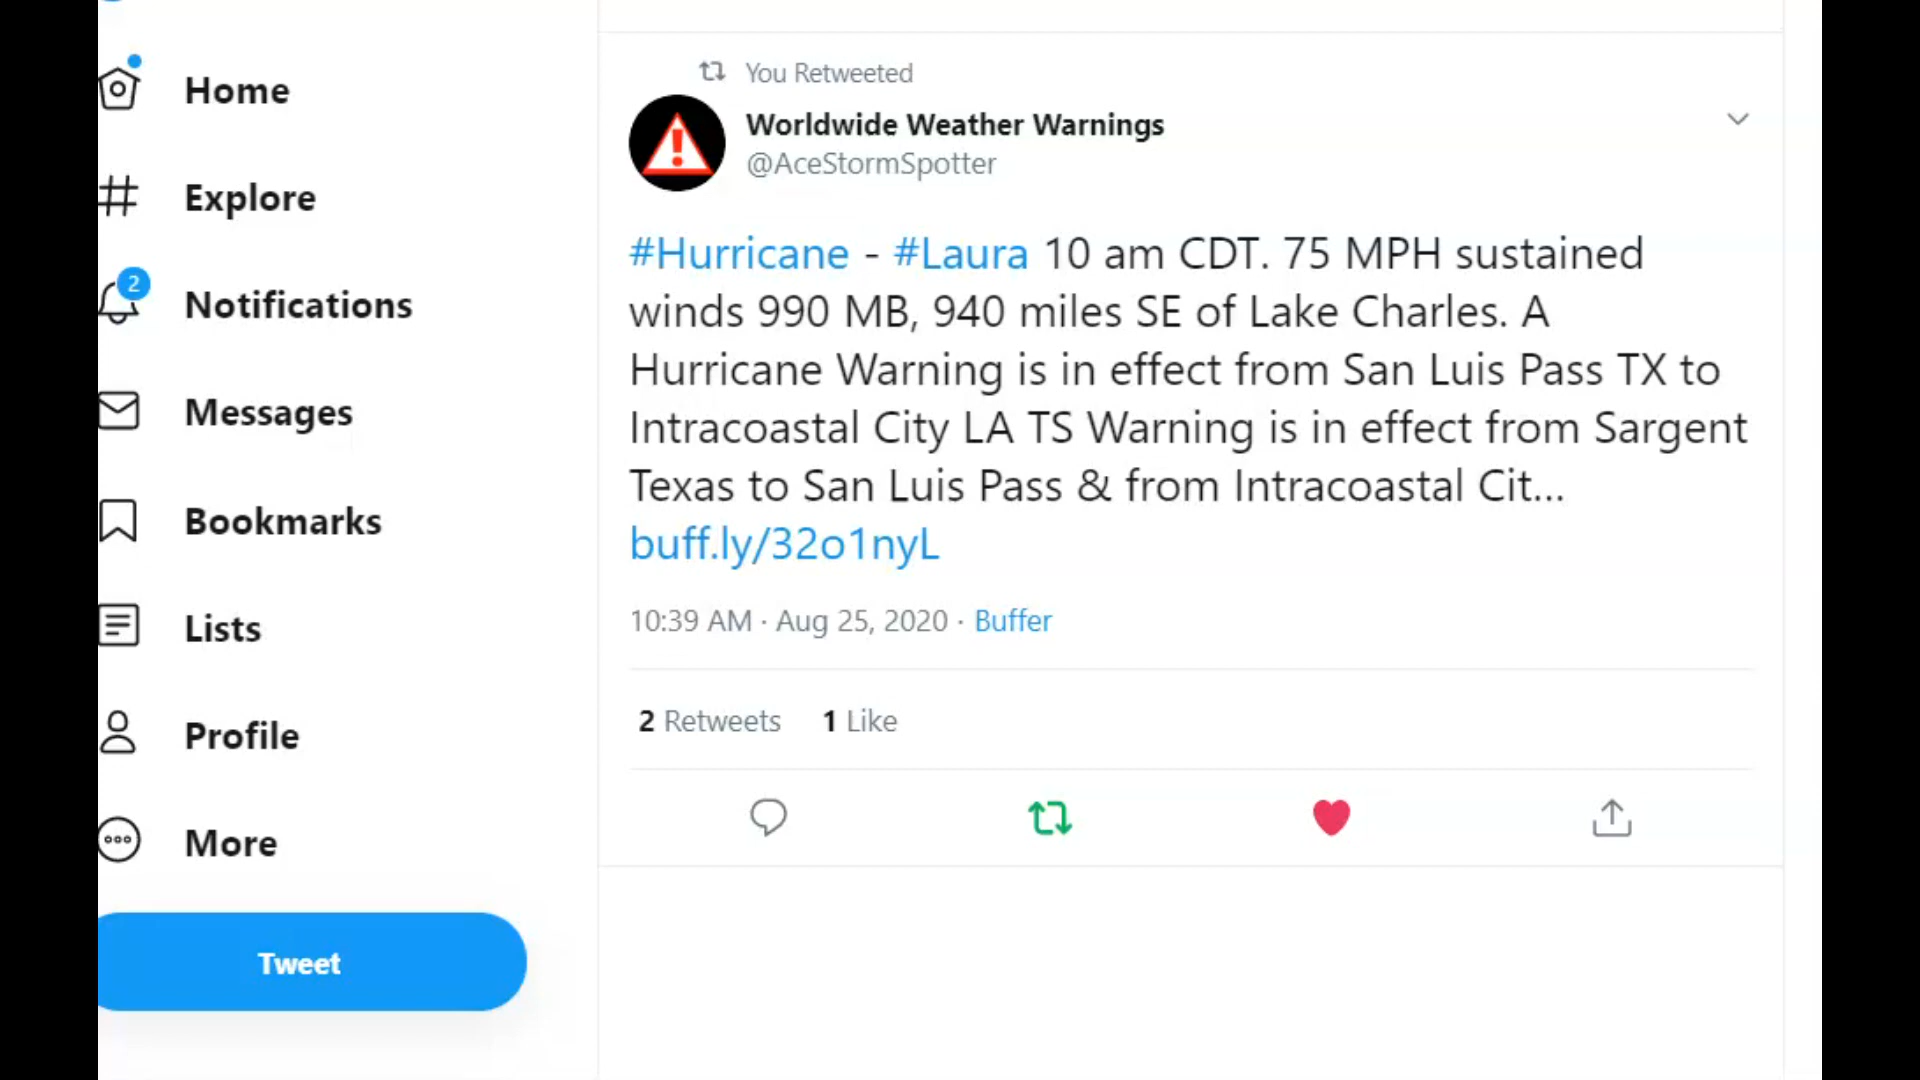 Home
Explore
2
Notifications
Messages
Bookmarks
Lists
Profile
More
Tweet
You Retweeted
Worldwide Weather Warnings
@AceStormSpotter
#Hurricane - #Laura 10 am CDT. 75 MPH sustained
winds 990 MB, 940 miles SE of Lake Charles. A
Hurricane Warning is in effect from San Luis Pass TX to
Intracoastal City LA TS Warning is in effect from Sargent
Texas to San Luis Pass & from Intracoastal Cit...
buff.ly/32o1nyL
10:39 AM · Aug 25, 2020 · Buffer
2 Retweets 1 Like